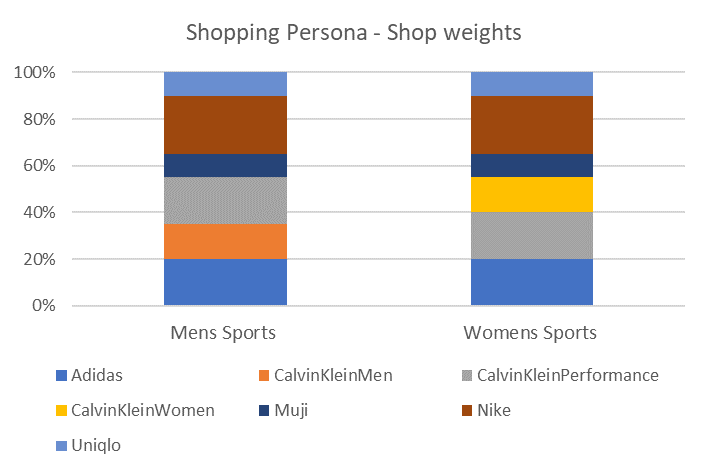 Shopping Persona - Shop weights
100%
80%
60%
40%
20%
0%
Mens Sports Womens Sports
Adidas CalvinKleinMen CalvinKleinPerformance
CalvinKleinWomen Muji Nike
Uniqlo